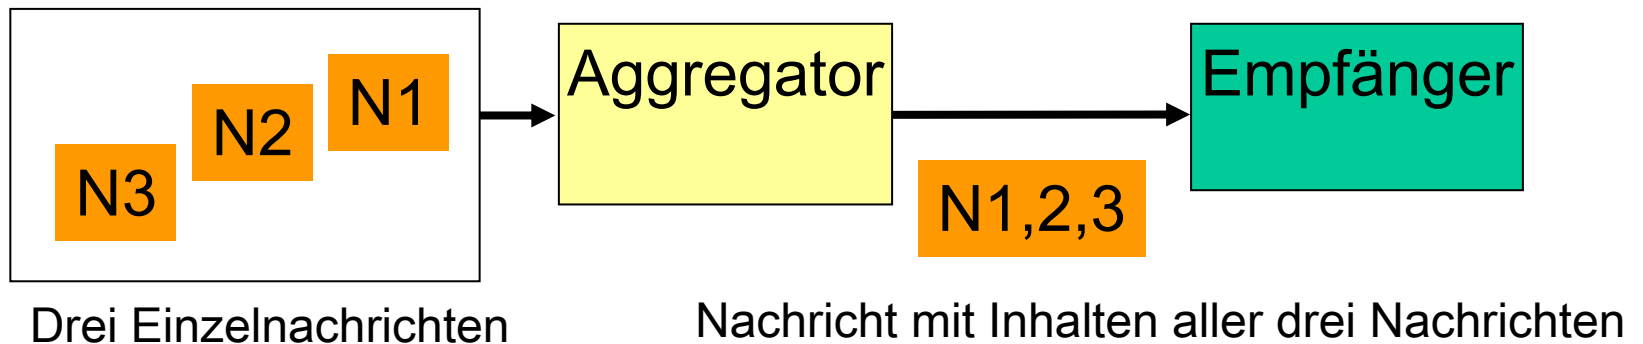 N1
N2
N3
Aggregator
N1,2,3
Empfänger
Drei Einzelnachrichten
Nachricht mit Inhalten aller drei Nachrichten